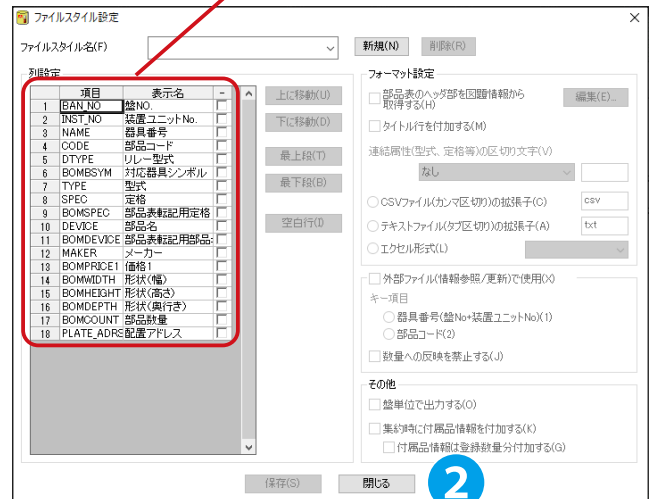 ファイルスタイル設定
ファイルスタイル名(F)
新規(N) 削除(R)
列設定
項目 表示名 -
1 BAN_NO 盤NO.
2 INST_NO 装置ユニットNo.
3 NAME 器具番号
4 CODE 部品コード
5 DTYPE リレー型式
6 BOMBSYM 対応器具シンボル
7 TYPE 型式
8 SPEC 定格
9 BOMSPEC 部品表転記用定格
10 DEVICE 部品名
11 BOMDEVICE 部品表転記用部品
12 MAKER メーカー
13 BOMPRICE1 価格1
14 BOMWIDTH 形状(幅)
15 BOMHEIGHT 形状(高さ)
16 BOMDEPTH 形状(奥行き)
17 BOMCOUNT 部品数量
18 PLATE_ADRS 配置アドレス
上に移動(U)
下に移動(D)
最上段(T)
最下段(B)
空白行(I)
フォーマット設定
部品表のヘッダ部を図題情報から
取得する(H)
編集(E)...
タイトル行を付加する(M)
連結属性(型式、定格等)の区切り文字(V)
なし
CSVファイル(カンマ区切り)の拡張子(C) csv
テキストファイル(タブ区切り)の拡張子(A) txt
エクセル形式(L)
外部ファイル(情報参照/更新)で使用(X)
キー項目
器具番号(盤No+装置ユニットNo)(1)
部品コード(2)
数量への反映を禁止する(J)
その他
盤単位で出力する(O)
集約時に付属品情報を付加する(K)
付属品情報は登録数量分付加する(G)
保存(S) 閉じる
2